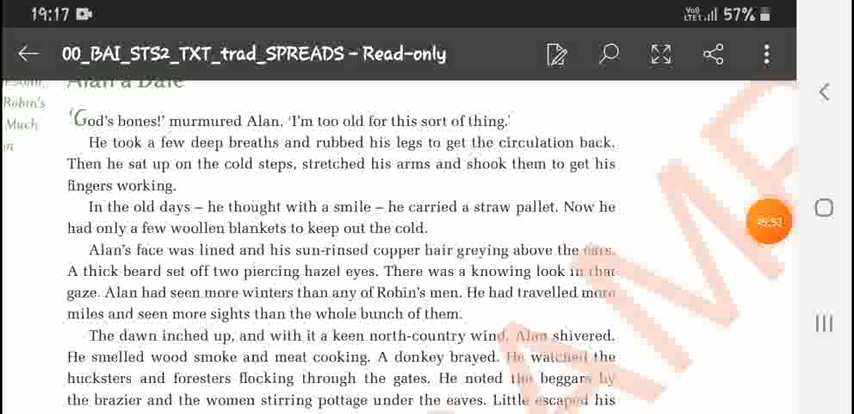 19:17 57%
00_BAI_STS2_TXT_trad_SPREADS – Read-only
Alan a Dale
Robin's
Much
'God's bones!' murmured Alan, 'I'm too old for this sort of thing.'
He took a few deep breaths and rubbed his legs to get the circulation back.
Then he sat up on the cold steps, stretched his arms and shook them to get his
fingers working.
In the old days – he thought with a smile – he carried a straw pallet. Now he
had only a few woollen blankets to keep out the cold.
Alan's face was lined and his sun-rinsed copper hair greying above the ears.
A thick beard set off two piercing hazel eyes. There was a knowing look in that
gaze. Alan had seen more winters than any of Robin's men. He had travelled more
miles and seen more sights than the whole bunch of them.
The dawn inched up, and with it a keen north-country wind. Alan shivered.
He smelled wood smoke and meat cooking. A donkey brayed. He watched the
hucksters and foresters flocking through the gates. He noted the beggars by
the brazier and the women stirring pottage under the eaves. Little escaped his